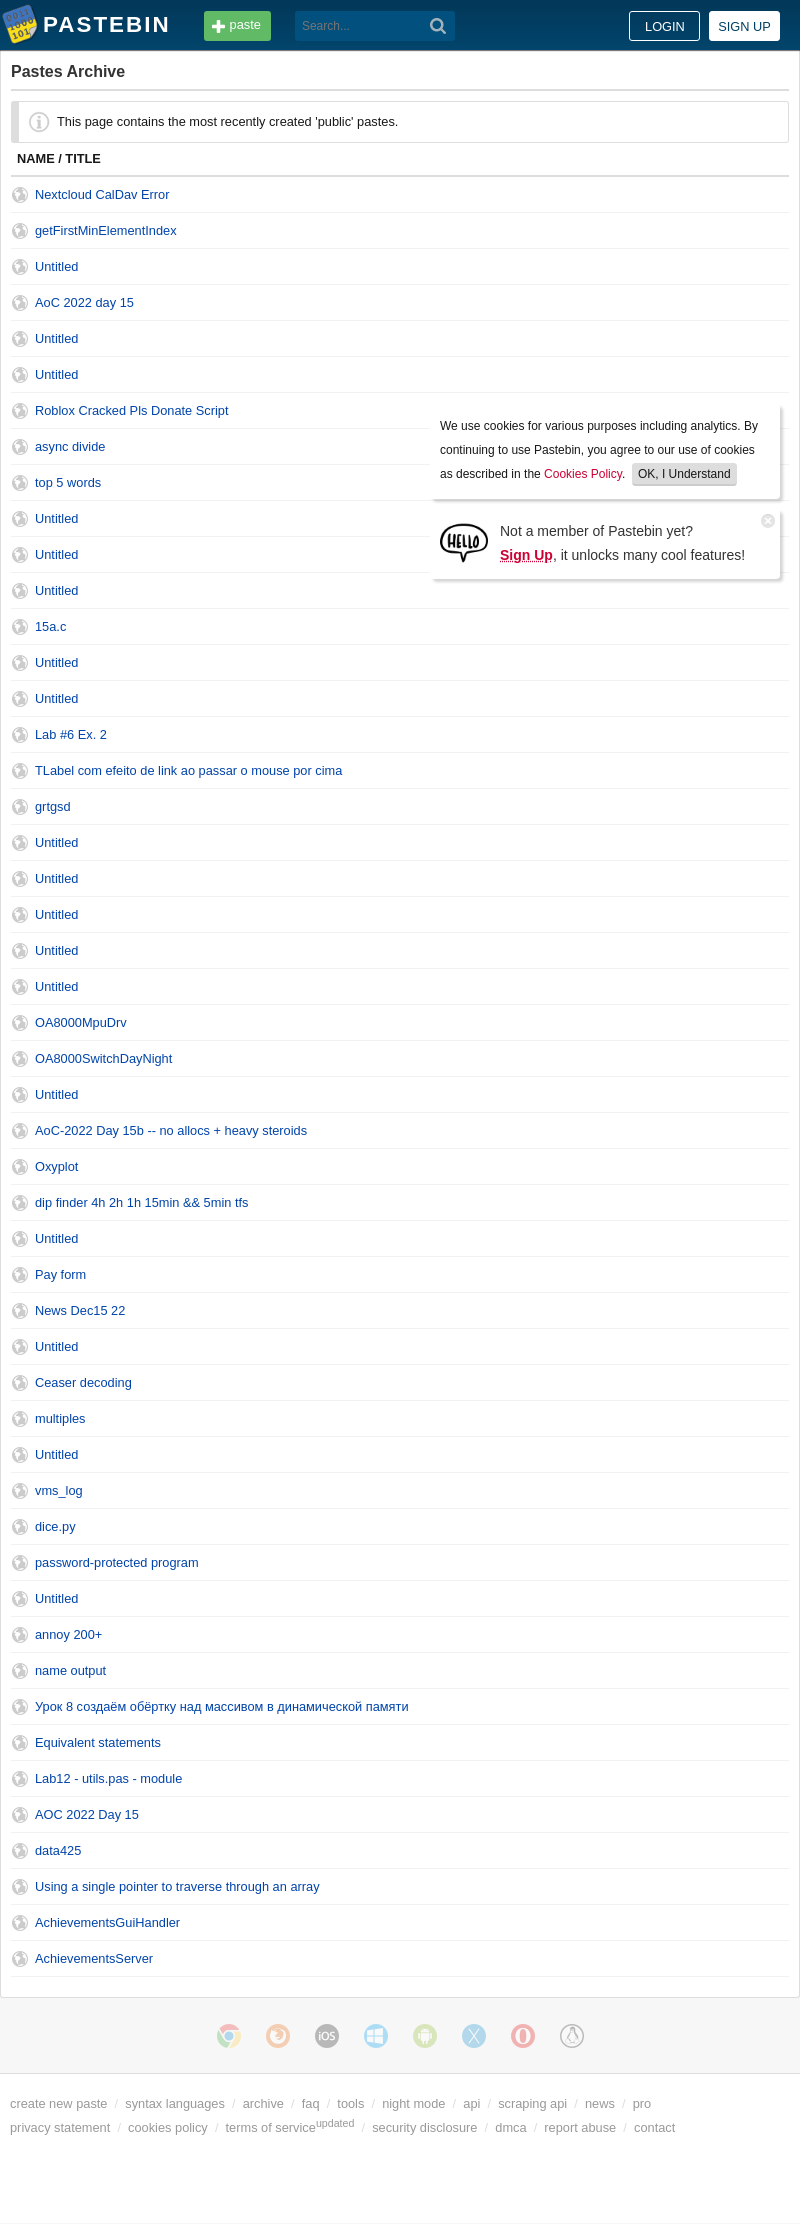 PASTEBIN
paste
Search...
LOGIN
SIGN UP
Pastes Archive
This page contains the most recently created 'public' pastes.
NAME / TITLE
Nextcloud CalDav Error
getFirstMinElementIndex
Untitled
AoC 2022 day 15
Untitled
Untitled
Roblox Cracked Pls Donate Script
async divide
top 5 words
Untitled
Untitled
Untitled
We use cookies for various purposes including analytics. By
continuing to use Pastebin, you agree to our use of cookies
as described in the Cookies Policy. OK, I Understand
HELLO
Not a member of Pastebin yet?
Sign Up, it unlocks many cool features!
15a.c
Untitled
Untitled
Lab #6 Ex. 2
TLabel com efeito de link ao passar o mouse por cima
grtgsd
Untitled
Untitled
Untitled
Untitled
Untitled
OA8000MpuDrv
OA8000SwitchDayNight
Untitled
AoC-2022 Day 15b -- no allocs + heavy steroids
Oxyplot
dip finder 4h 2h 1h 15min && 5min tfs
Untitled
Pay form
News Dec15 22
Untitled
Ceaser decoding
multiples
Untitled
vms_log
dice.py
password-protected program
Untitled
annoy 200+
name output
Урок 8 создаём обёртку над массивом в динамической памяти
Equivalent statements
Lab12 - utils.pas - module
AOC 2022 Day 15
data425
Using a single pointer to traverse through an array
AchievementsGuiHandler
AchievementsServer
iOS
create new paste / syntax languages / archive / faq / tools / night mode / api / scraping api / news / pro
privacy statement / cookies policy / terms of service updated / security disclosure / dmca / report abuse / contact